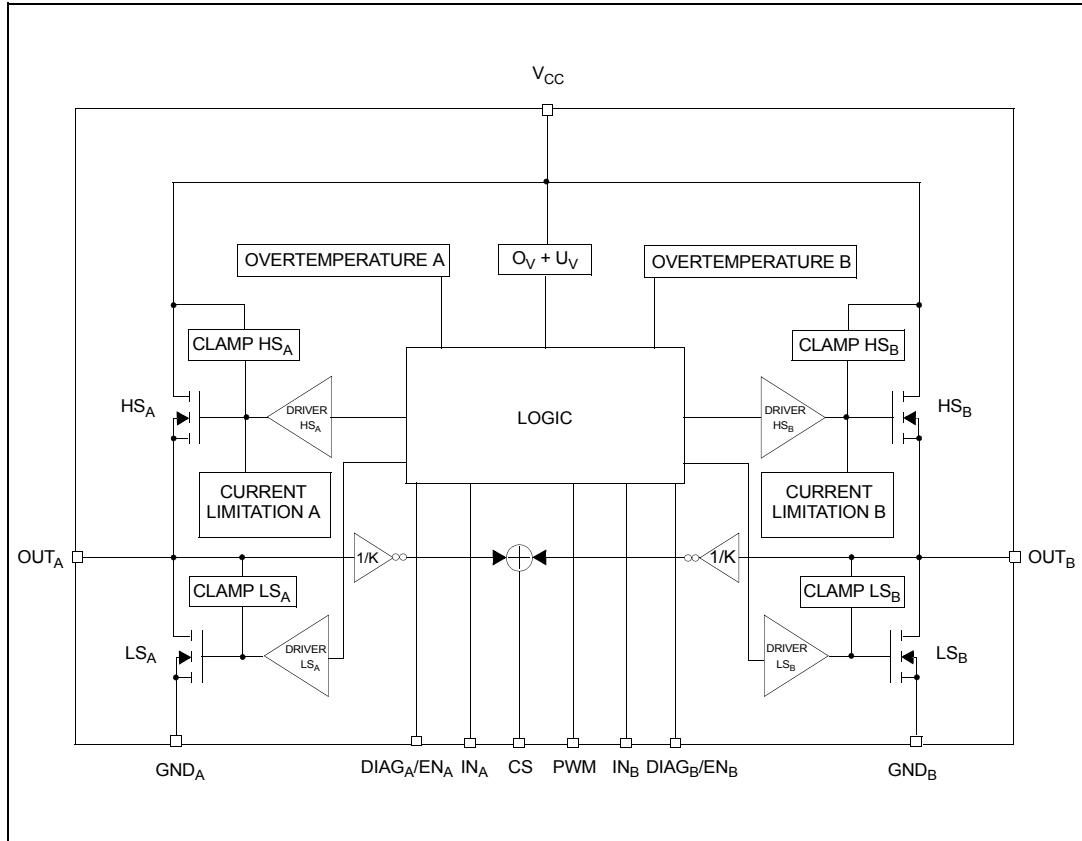 VCC
OVERTEMPERATURE A
OV + UV
OVERTEMPERATURE B
CLAMP HSA
CLAMP HSB
HSA
DRIVER
HSA
LOGIC
DRIVER
HSB
HSB
CURRENT
LIMITATION A
CURRENT
LIMITATION B
OUTA
1/K
1/K
OUTB
CLAMP LSA
CLAMP LSB
LSA
DRIVER
LSA
DRIVER
LSB
LSB
GNDA
DIAGA/ENA
INA
CS
PWM
INB
DIAGB/ENB
GNDB